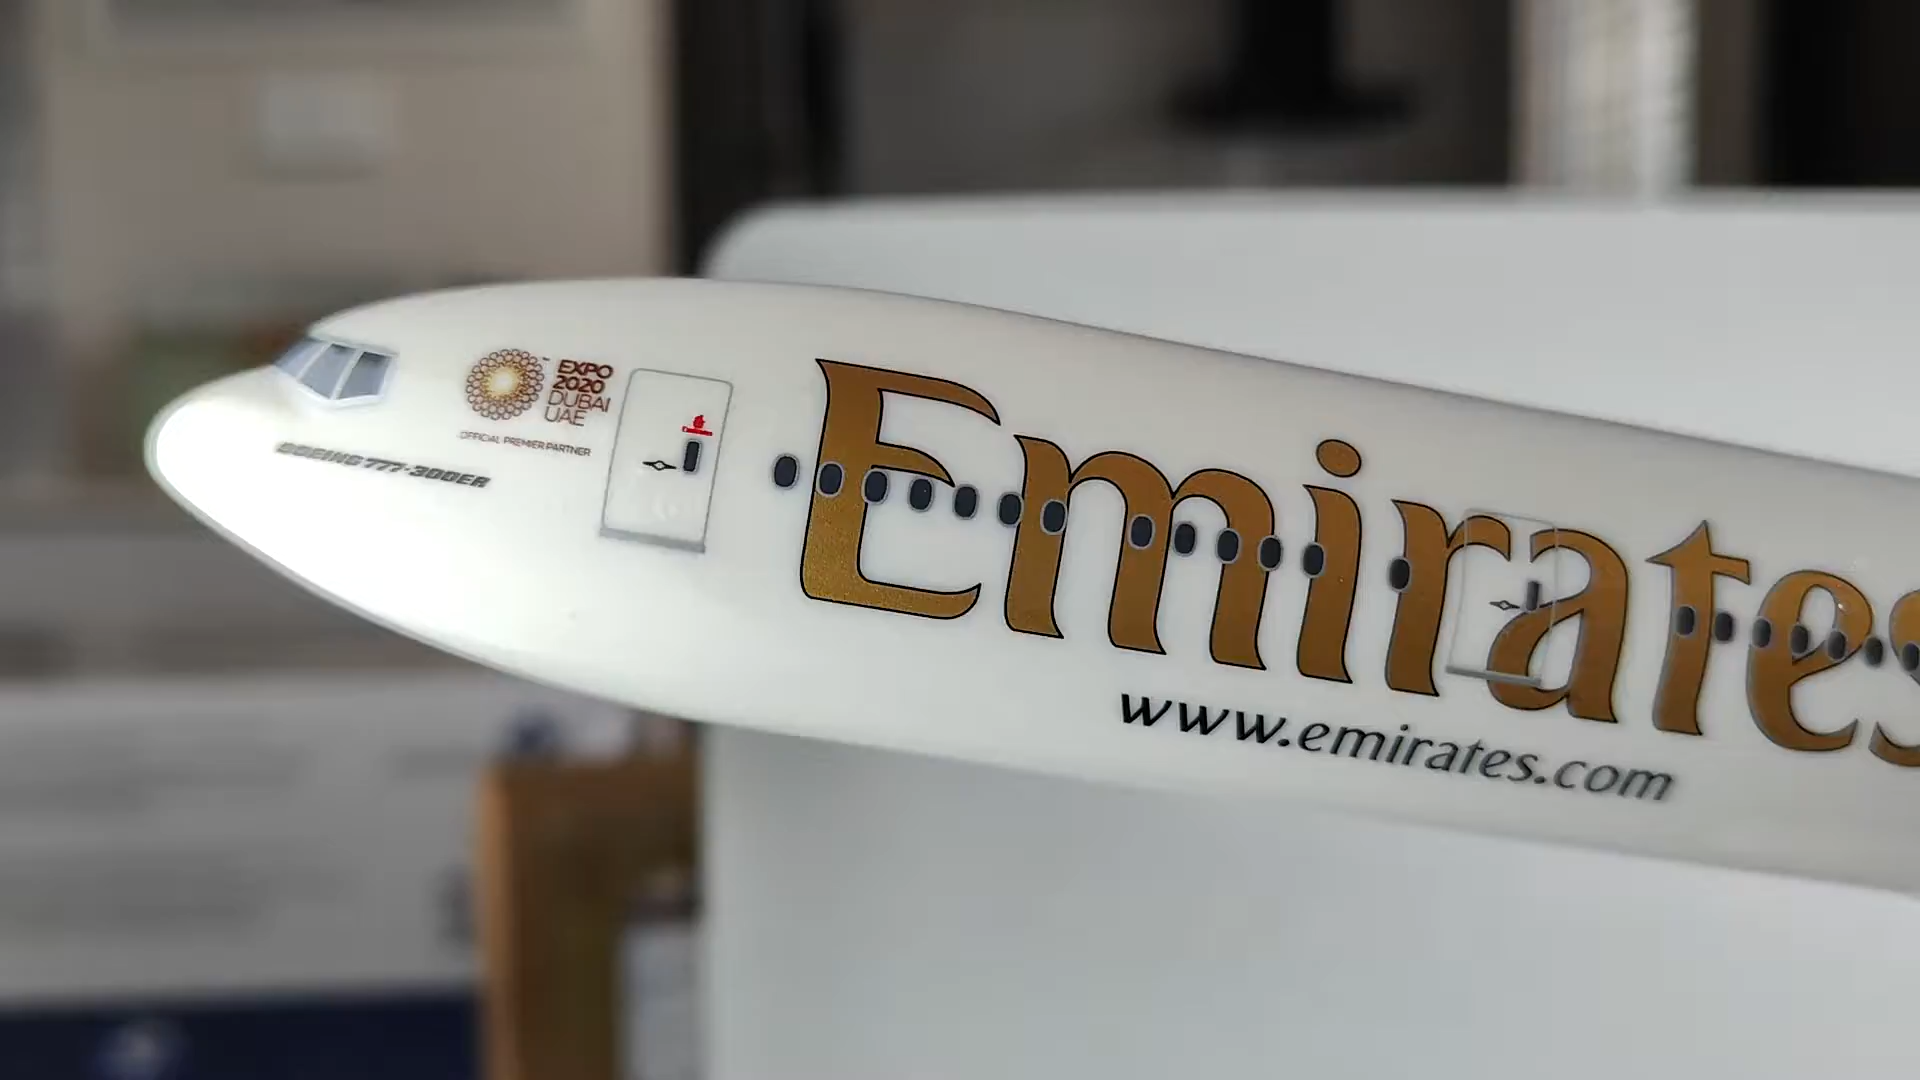 EXPO
2020
DUBAI
UAE
OFFICIAL PREMIER PARTNER
BOEING 777-300ER
Emirates
www.emirates.com